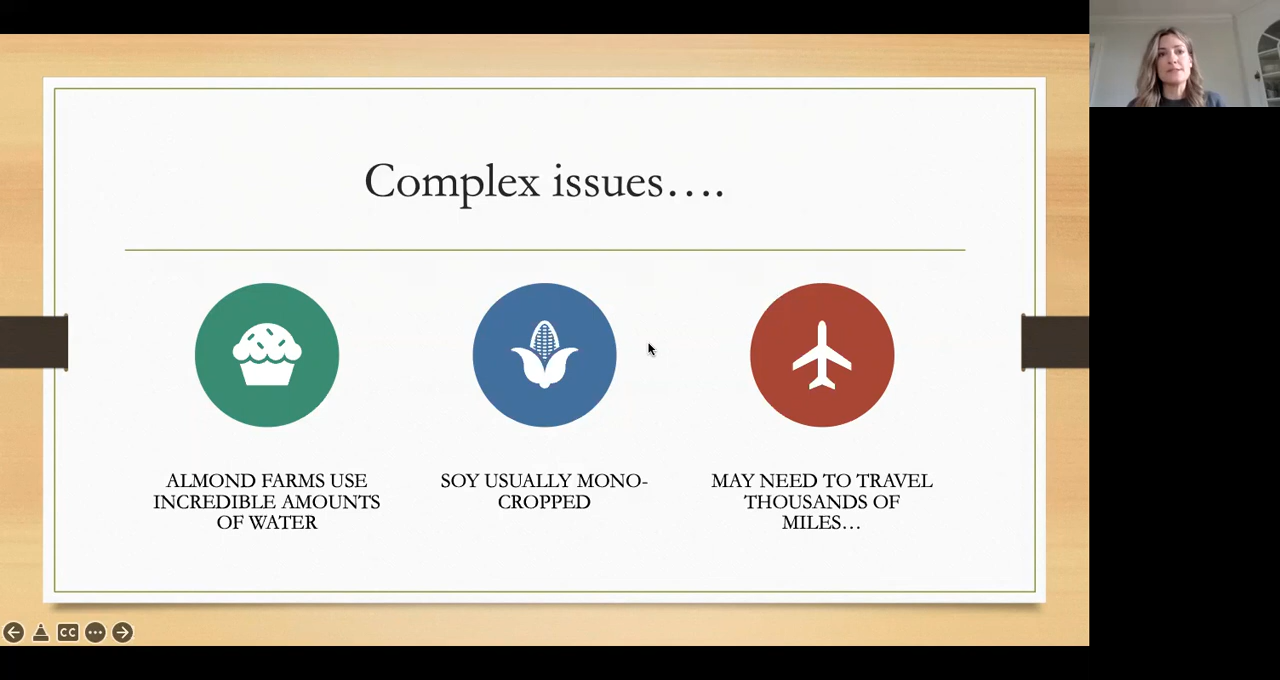 Complex issues….
ALMOND FARMS USE
INCREDIBLE AMOUNTS
OF WATER
SOY USUALLY MONO-
CROPPED
MAY NEED TO TRAVEL
THOUSANDS OF
MILES…
CC